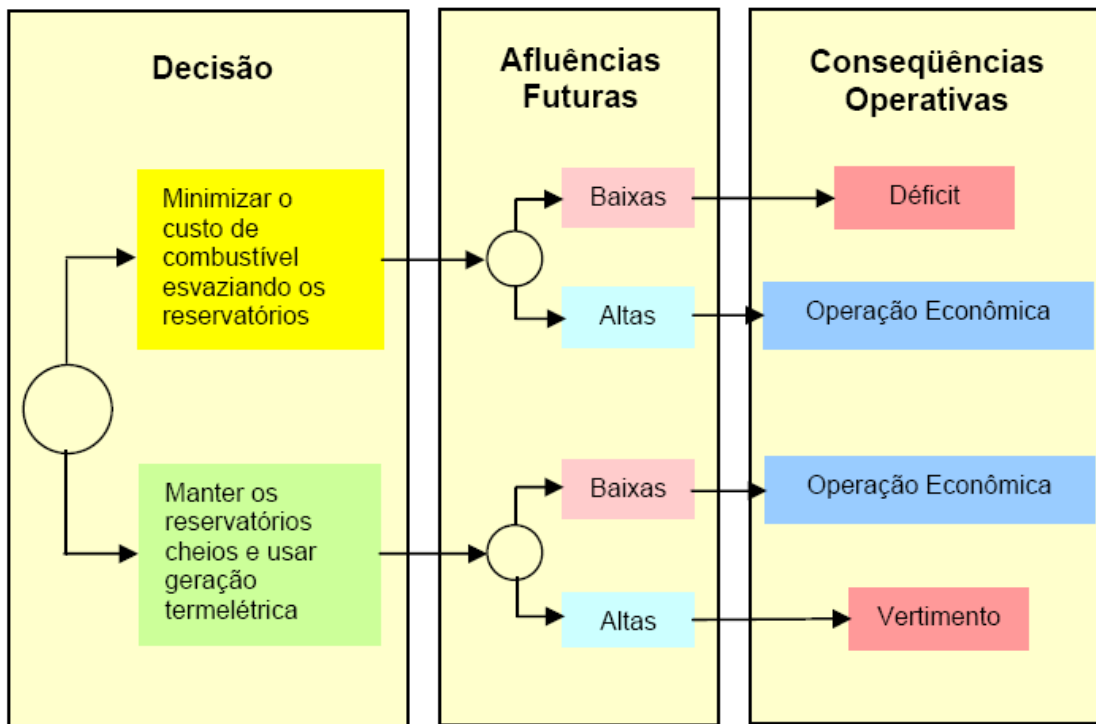 Decisão
Afluências
Futuras
Conseqüências
Operativas
Minimizar o
custo de
combustível
esvaziando os
reservatórios
Baixas
Déficit
Altas
Operação Econômica
Manter os
reservatórios
cheios e usar
geração
termelétrica
Baixas
Operação Econômica
Altas
Vertimento